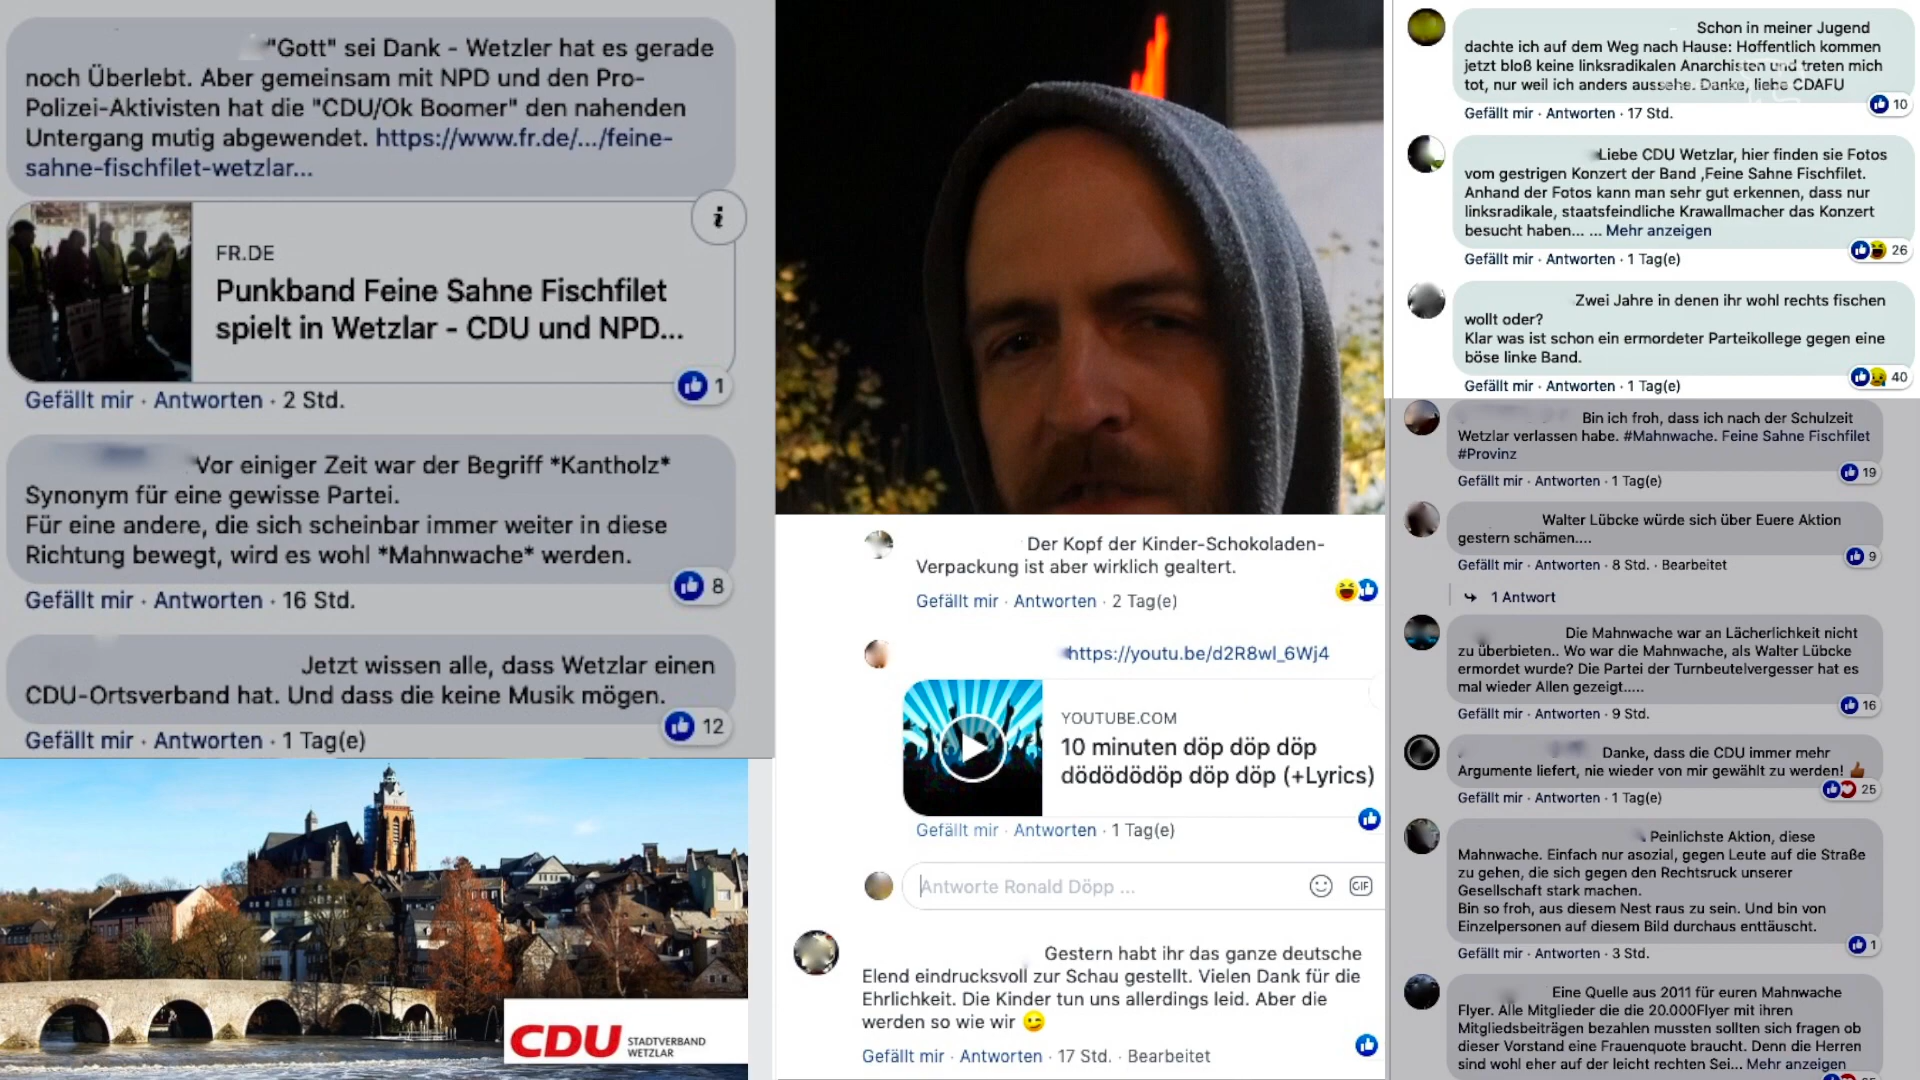 "Gott" sei Dank - Wetzler hat es gerade
noch Überlebt. Aber gemeinsam mit NPD und den Pro-
Polizei-Aktivisten hat die "CDU/Ok Boomer" den nahenden
Untergang mutig abgewendet. https://www.fr.de/.../feine-
sahne-fischfilet-wetzlar...
FR.DE
Punkband Feine Sahne Fischfilet
spielt in Wetzlar - CDU und NPD...
1
Gefällt mir · Antworten · 2 Std.
Vor einiger Zeit war der Begriff *Kantholz*
Synonym für eine gewisse Partei.
Für eine andere, die sich scheinbar immer weiter in diese
Richtung bewegt, wird es wohl *Mahnwache* werden.
8
Gefällt mir · Antworten · 16 Std.
Jetzt wissen alle, dass Wetzlar einen
CDU-Ortsverband hat. Und dass die keine Musik mögen.
12
Gefällt mir · Antworten · 1 Tag(e)
CDU STADTVERBAND
WETZLAR
Der Kopf der Kinder-Schokoladen-
Verpackung ist aber wirklich gealtert.
Gefällt mir · Antworten · 2 Tag(e)
https://youtu.be/d2R8wl_6Wj4
YOUTUBE.COM
10 minuten döp döp döp
dödödödöp döp döp (+Lyrics)
Gefällt mir · Antworten · 1 Tag(e)
Antworte Ronald Döpp ...
GIF
Gestern habt ihr das ganze deutsche
Elend eindrucksvoll zur Schau gestellt. Vielen Dank für die
Ehrlichkeit. Die Kinder tun uns allerdings leid. Aber die
werden so wie wir 😉
Gefällt mir · Antworten · 17 Std. · Bearbeitet
Schon in meiner Jugend
dachte ich auf dem Weg nach Hause: Hoffentlich kommen
jetzt bloß keine linksradikalen Anarchisten und treten mich
tot, nur weil ich anders aussehe. Danke, liebe CDAFU
10
Gefällt mir · Antworten · 17 Std.
Liebe CDU Wetzlar, hier finden sie Fotos
vom gestrigen Konzert der Band ,Feine Sahne Fischfilet.
Anhand der Fotos kann man sehr gut erkennen, dass nur
linksradikale, staatsfeindliche Krawallmacher das Konzert
besucht haben... ... Mehr anzeigen
26
Gefällt mir · Antworten · 1 Tag(e)
Zwei Jahre in denen ihr wohl rechts fischen
wollt oder?
Klar was ist schon ein ermordeter Parteikollege gegen eine
böse linke Band.
40
Gefällt mir · Antworten · 1 Tag(e)
Bin ich froh, dass ich nach der Schulzeit
Wetzlar verlassen habe. #Mahnwache. Feine Sahne Fischfilet
#Provinz
19
Gefällt mir · Antworten · 1 Tag(e)
Walter Lübcke würde sich über Euere Aktion
gestern schämen....
9
Gefällt mir · Antworten · 8 Std. · Bearbeitet
1 Antwort
Die Mahnwache war an Lächerlichkeit nicht
zu überbieten.. Wo war die Mahnwache, als Walter Lübcke
ermordet wurde? Die Partei der Turnbeutelvergesser hat es
mal wieder Allen gezeigt.....
16
Gefällt mir · Antworten · 9 Std.
Danke, dass die CDU immer mehr
Argumente liefert, nie wieder von mir gewählt zu werden! 👍🏾
25
Gefällt mir · Antworten · 1 Tag(e)
Peinlichste Aktion, diese
Mahnwache. Einfach nur asozial, gegen Leute auf die Straße
zu gehen, die sich gegen den Rechtsruck unserer
Gesellschaft stark machen.
Bin so froh, aus diesem Nest raus zu sein. Und bin von
Einzelpersonen auf diesem Bild durchaus enttäuscht.
1
Gefällt mir · Antworten · 3 Std.
Eine Quelle aus 2011 für euren Mahnwache
Flyer. Alle Mitglieder die die 20.000Flyer mit ihren
Mitgliedsbeiträgen bezahlen mussten sollten sich fragen ob
dieser Vorstand eine Frauenquote braucht. Denn die Herren
sind wohl eher auf der leicht rechten Sei... Mehr anzeigen